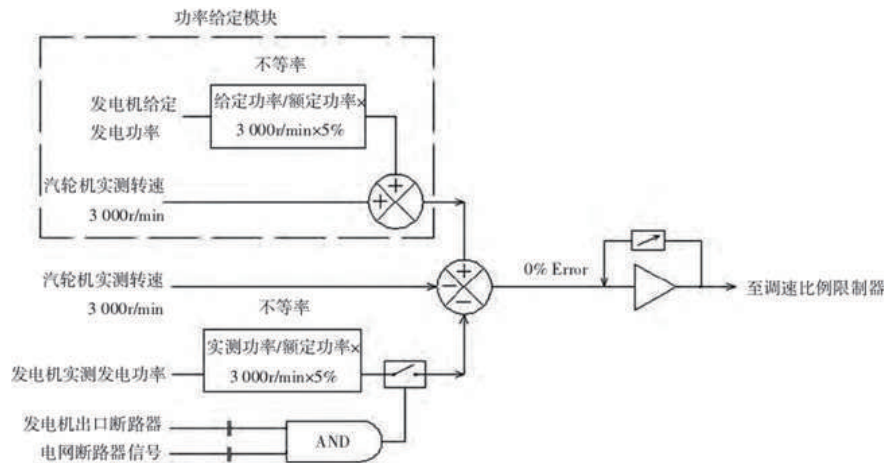 功率给定模块
不等率
发电机给定
发电功率
给定功率/额定功率×
3 000r/min×5%
汽轮机实测转速
3 000r/min
汽轮机实测转速
3 000r/min
0% Error
至调速比例限制器
不等率
发电机实测发电功率
实测功率/额定功率×
3 000r/min×5%
发电机出口断路器
电网断路器信号
AND